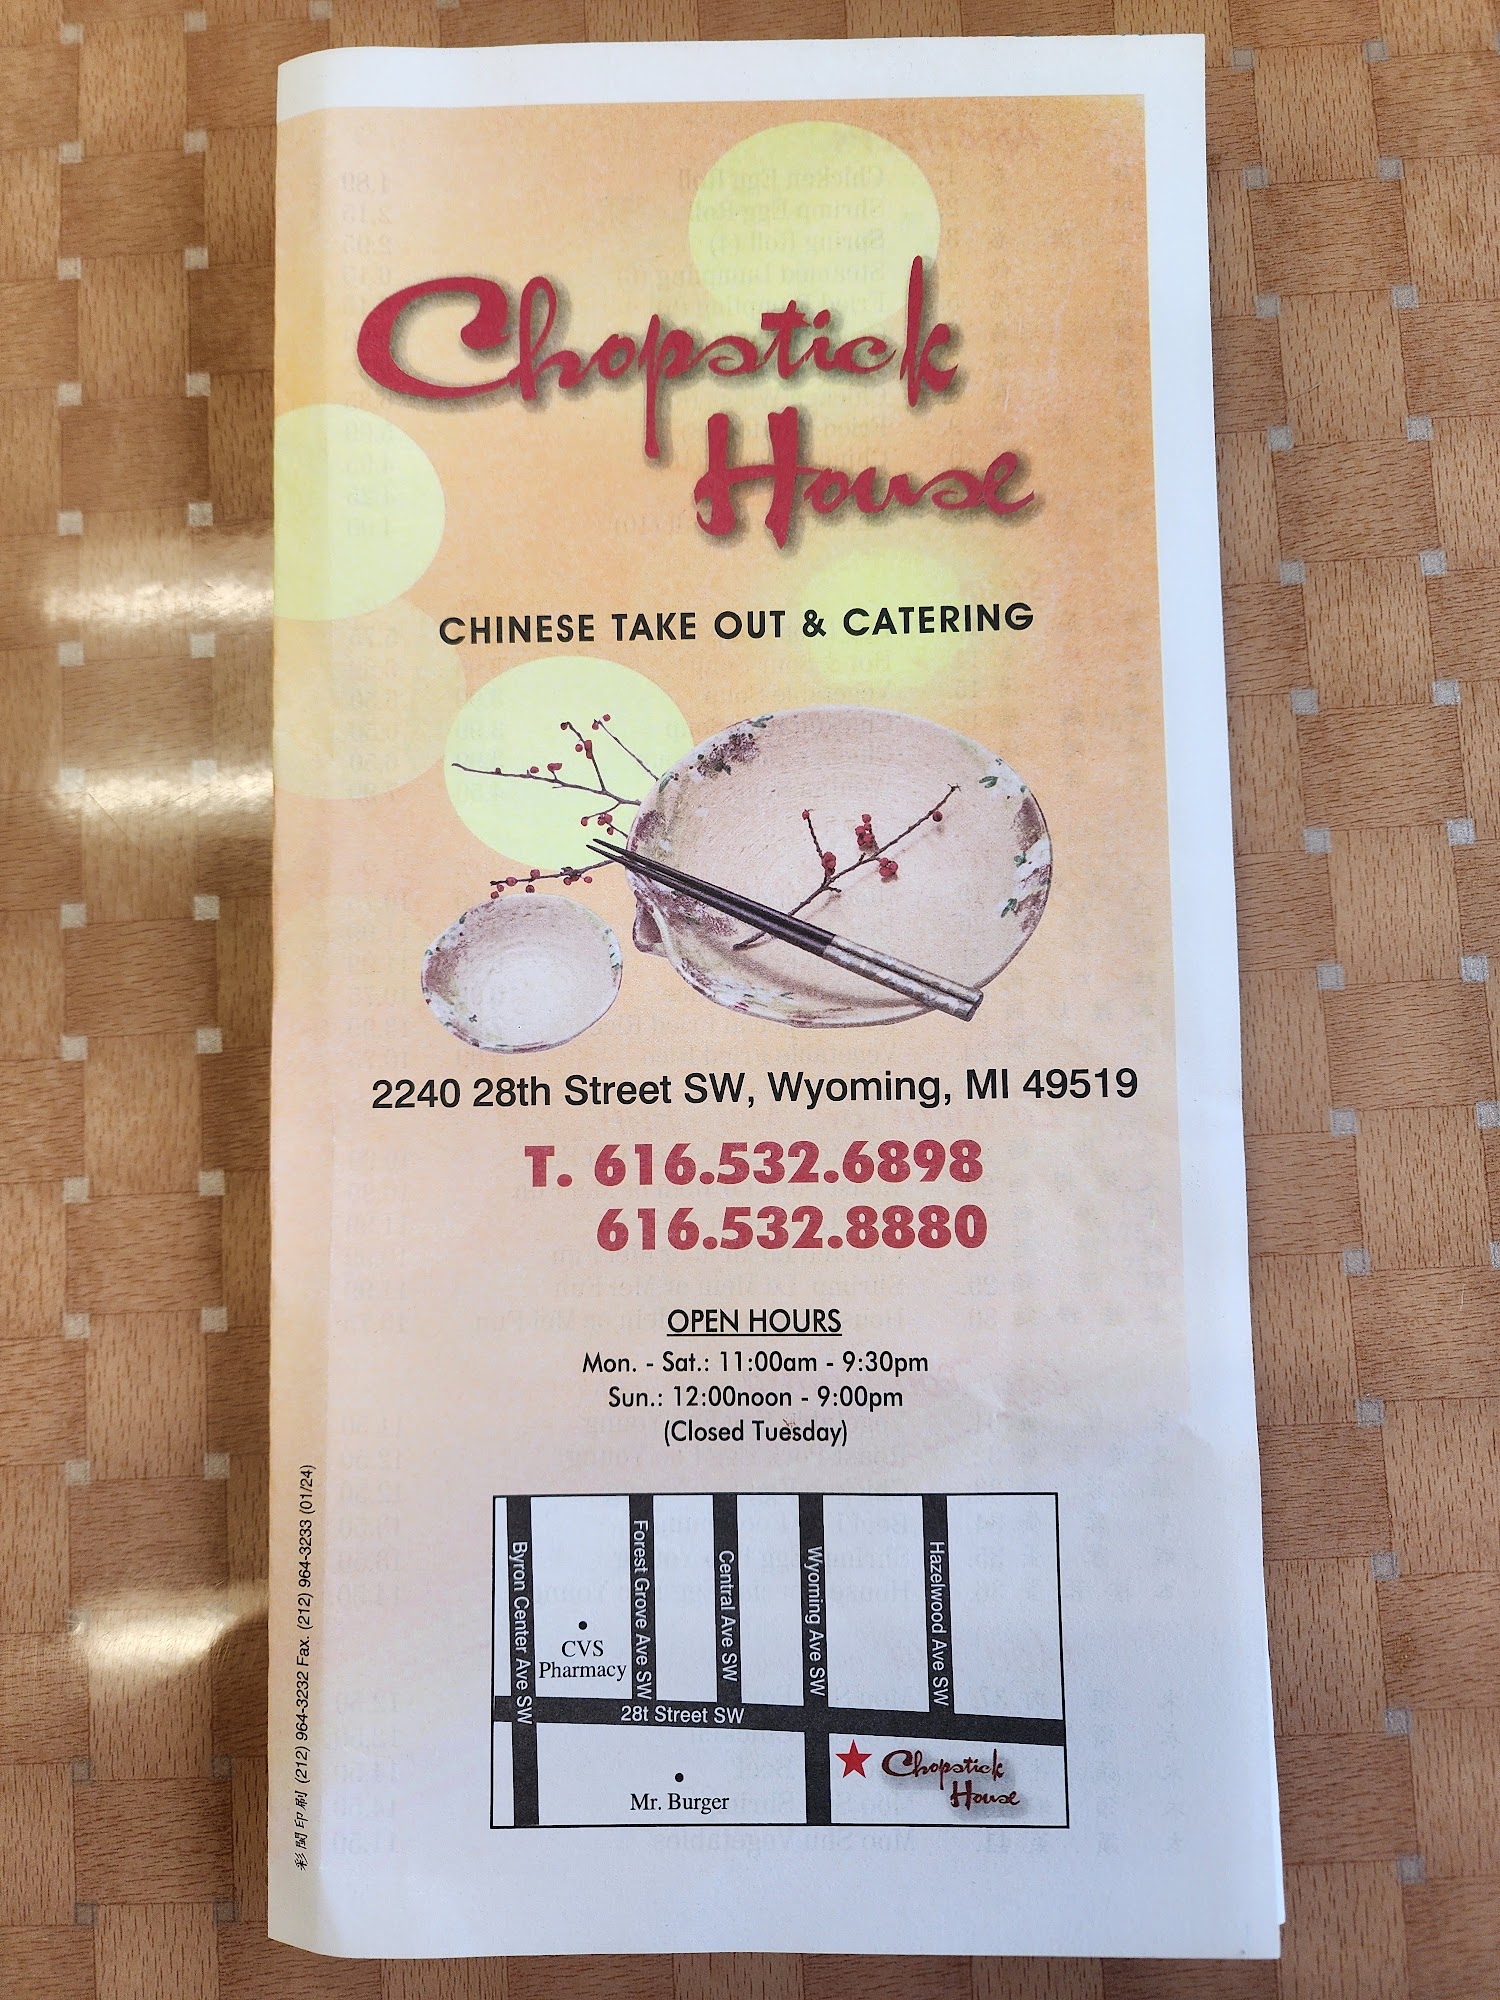 Chopstick
House
CHINESE TAKE OUT & CATERING
2240 28th Street SW, Wyoming, MI 49519
T. 616.532.6898
616.532.8880
OPEN HOURS
Mon. - Sat.: 11:00am - 9:30pm
Sun.: 12:00noon - 9:00pm
(Closed Tuesday)
Byron Center Ave SW
Forest Grove Ave SW
Central Ave SW
Wyoming Ave SW
Hazelwood Ave SW
CVS
Pharmacy
28t Street SW
Mr. Burger
Chopstick
House
彩閩印刷 (212) 964-3232 Fax. (212) 964-3233 (01/24)